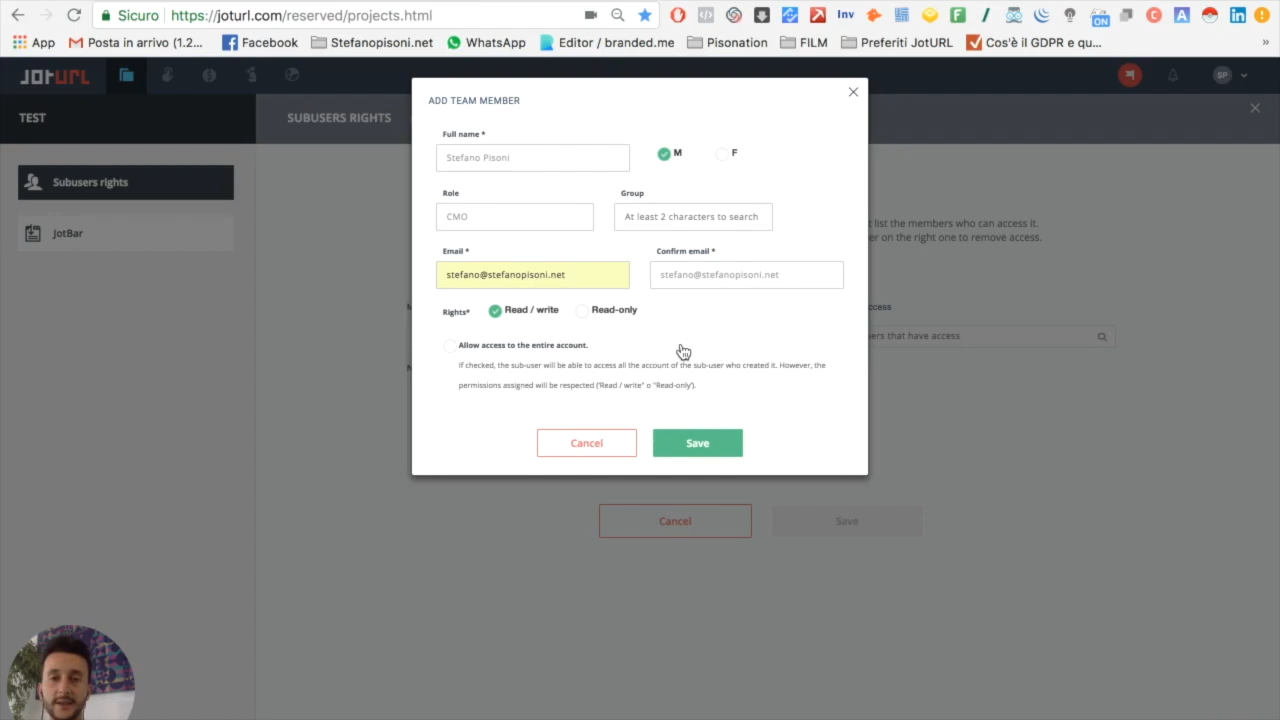 Sicuro https://joturl.com/reserved/projects.html
Inv
ON
App Posta in arrivo (1.2... Facebook Stefanopisoni.net WhatsApp Editor / branded.me Pisonation FILM Preferiti JotURL Cos'è il GDPR e qu... »
JOTURL SP
TEST SUBUSERS RIGHTS
Subusers rights
JotBar
ADD TEAM MEMBER
Full name *
Stefano Pisoni M F
Role Group
CMO At least 2 characters to search
Email * Confirm email *
stefano@stefanopisoni.net stefano@stefanopisoni.net
Rights* Read / write Read-only
Allow access to the entire account.
If checked, the sub-user will be able to access all the account of the sub-user who created it. However, the
permissions assigned will be respected ('Read / write" o "Read-only').
Cancel Save
list the members who can access it.
on the right one to remove access.
that have access
Cancel Save